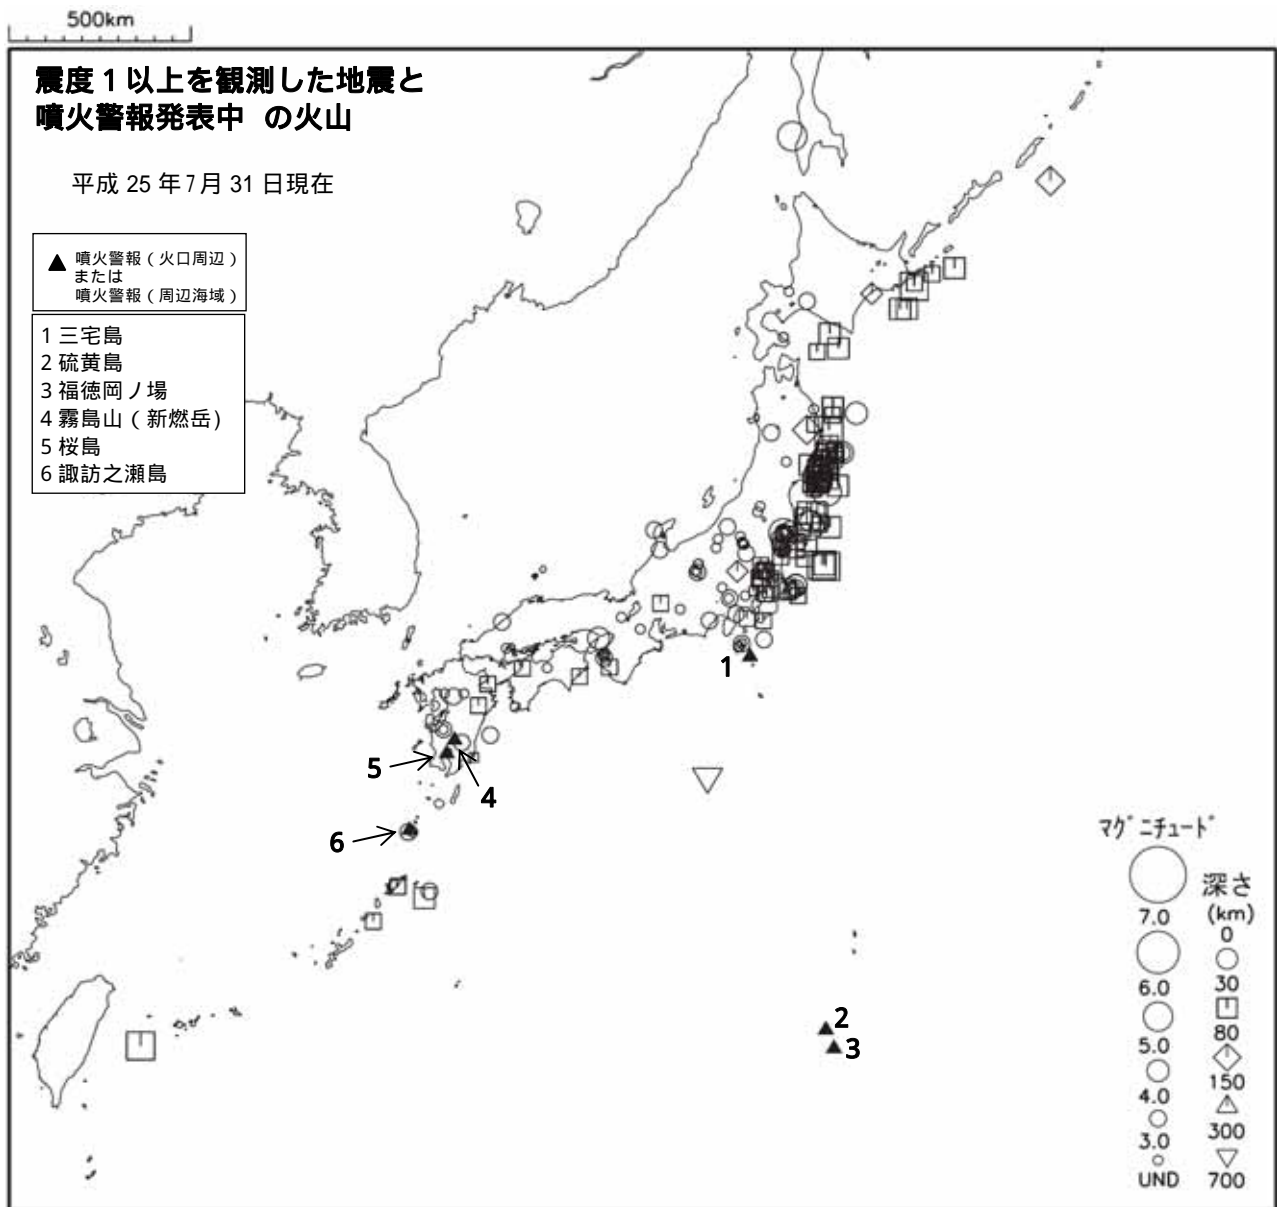 500km
震度1以上を観測した地震と
噴火警報発表中 の火山
平成 25 年7月 31 日現在
▲ 噴火警報(火口周辺)
または
噴火警報(周辺海域)
1 三宅島
2 硫黄島
3 福徳岡ノ場
4 霧島山(新燃岳)
5 桜島
6 諏訪之瀬島
1
5
4
6
2
3
マグニチュード
7.0
6.0
5.0
4.0
3.0
UND
深さ
(km)
0
30
80
150
300
700